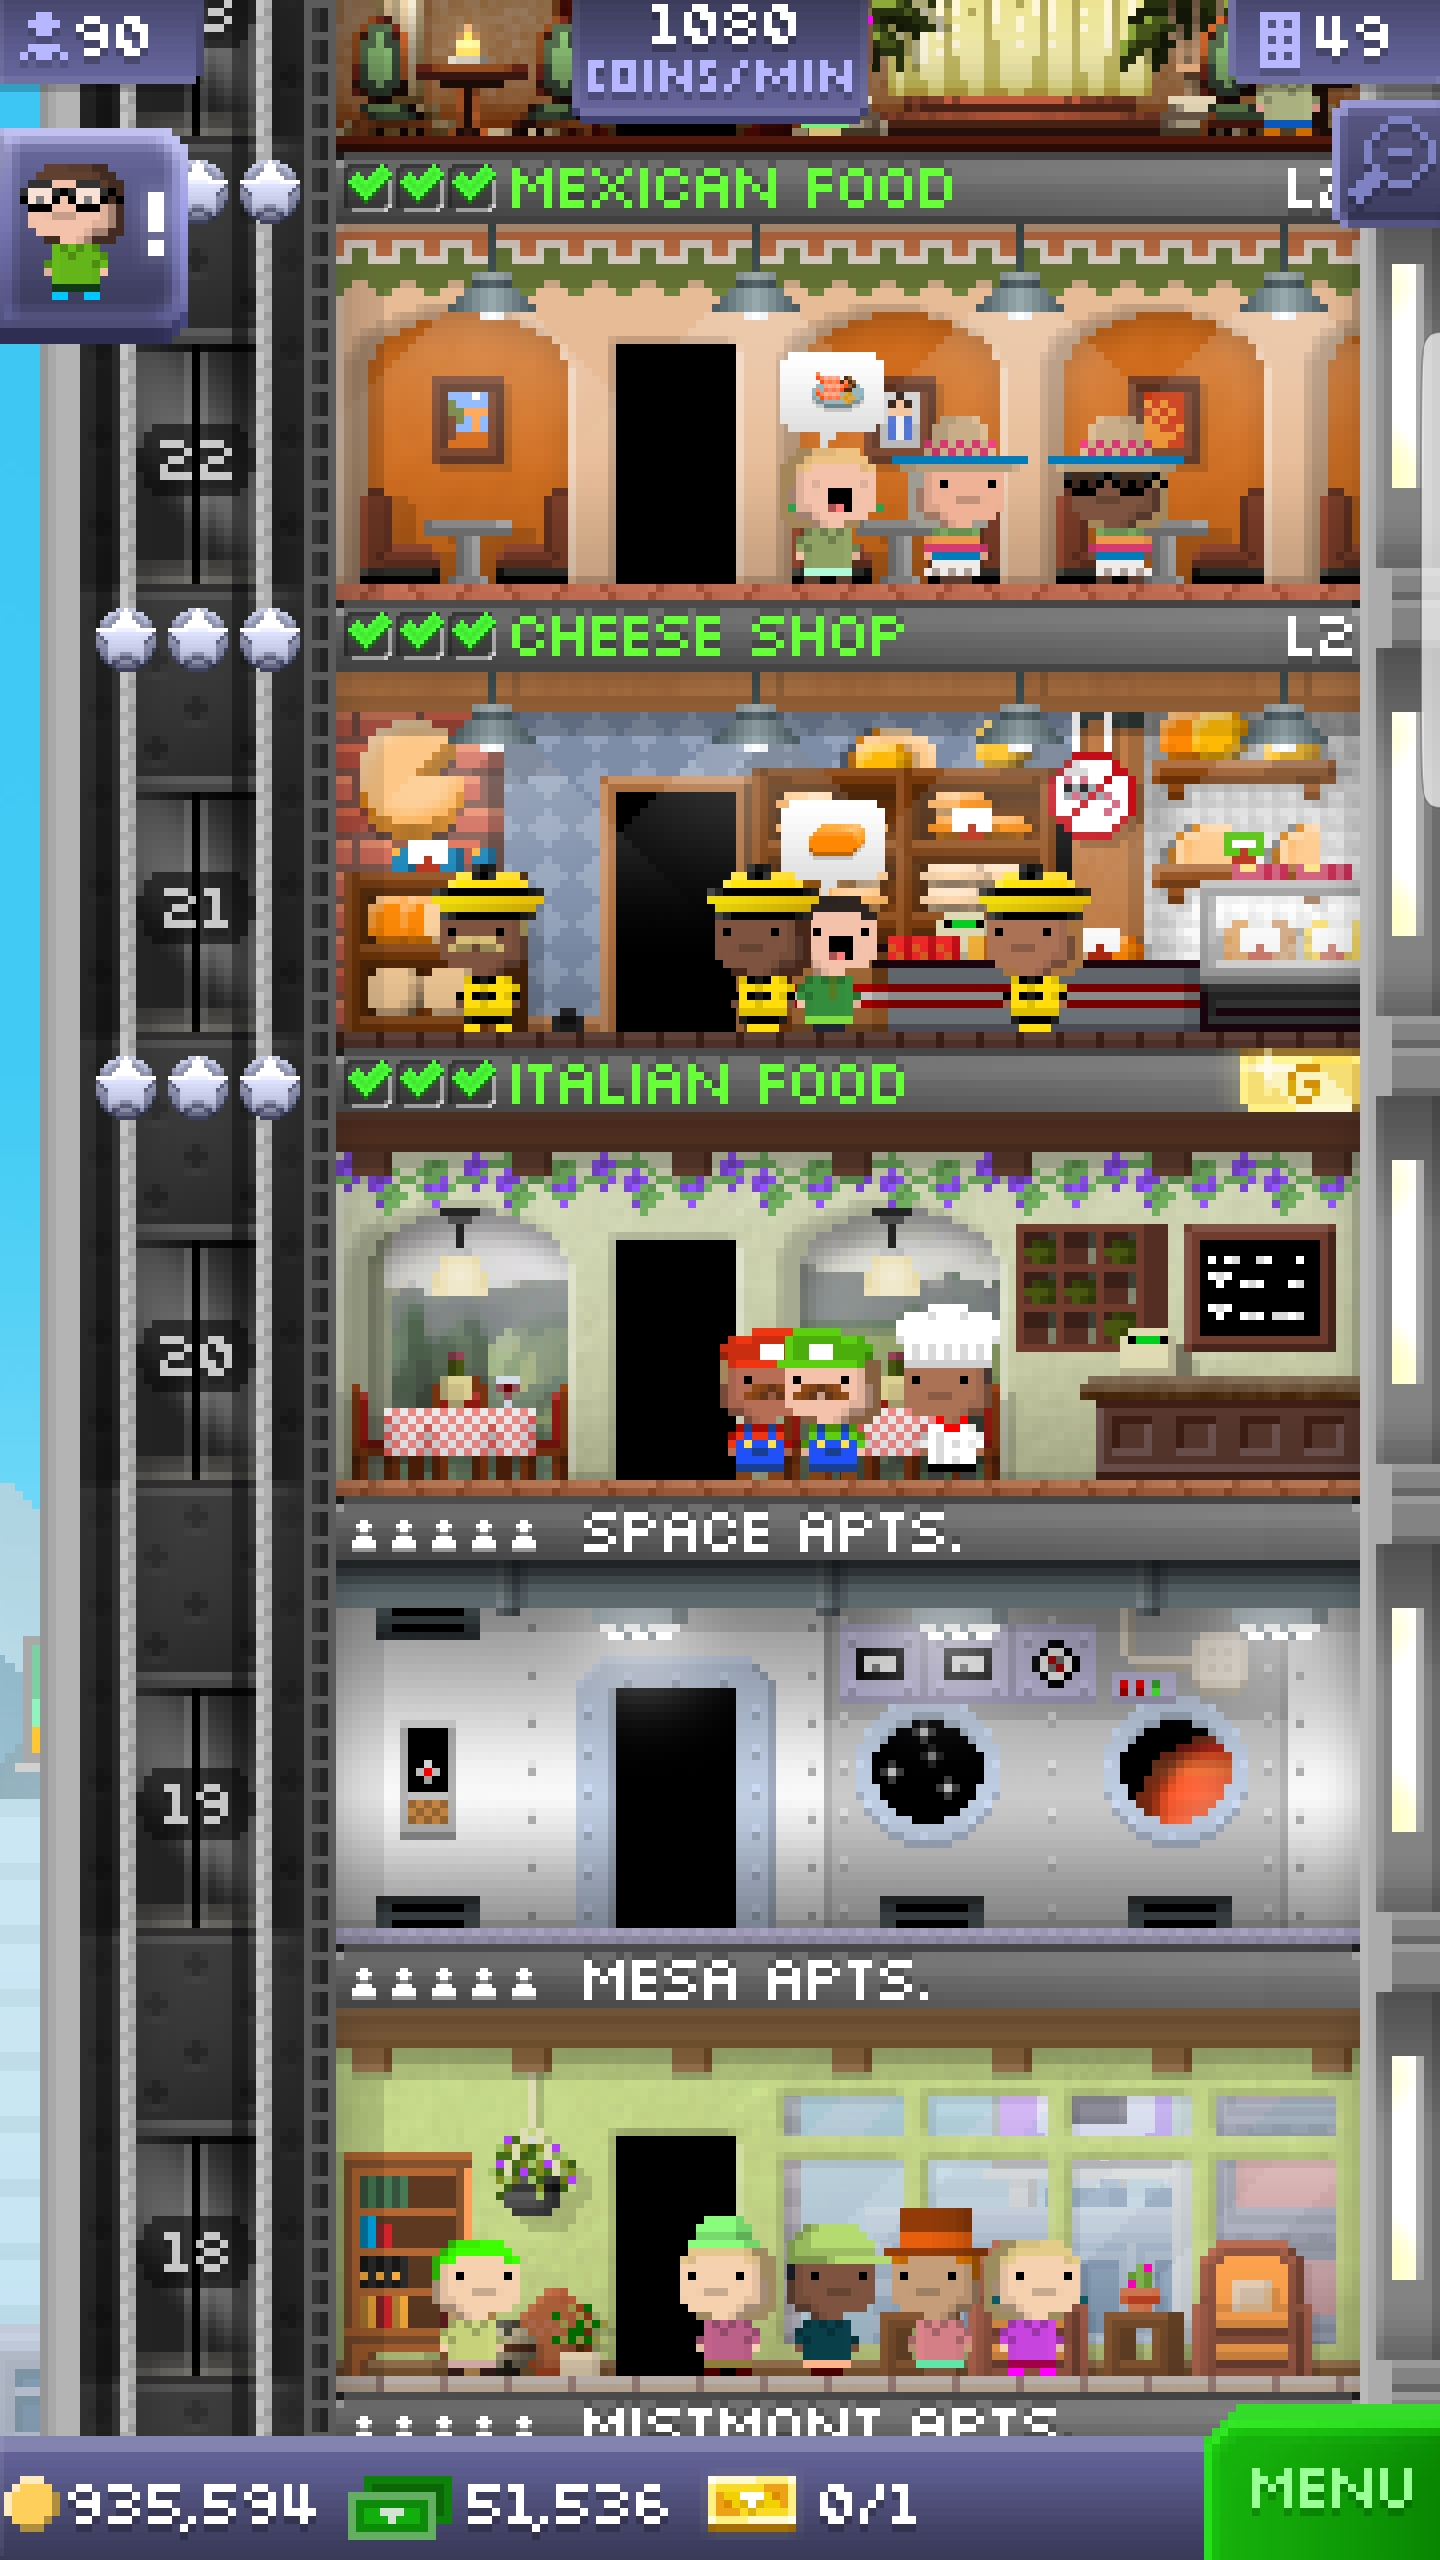 90
1080
COINS/MIN
49
!
MEXICAN FOOD
22
CHEESE SHOP L2
21
ITALIAN FOOD G
20
SPACE APTS.
19
MESA APTS.
18
MISTMONT APTS.
935,594 51,536 0/1
MENU